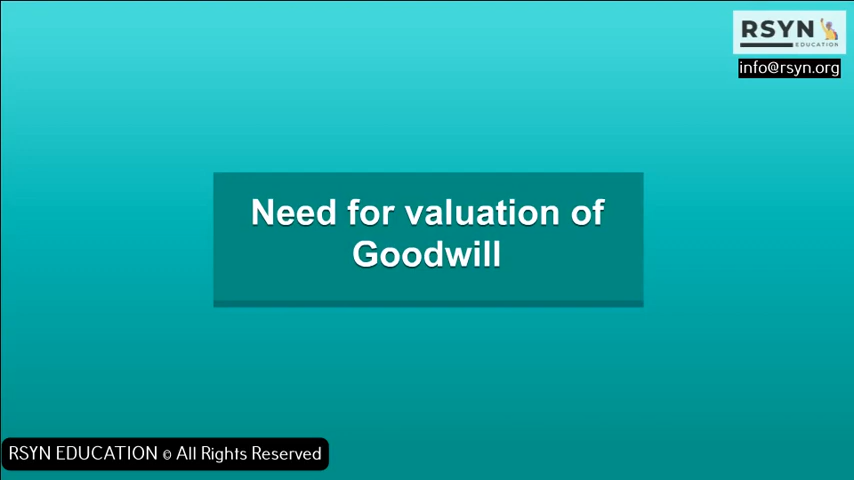 RSYN
EDUCATION
info@rsyn.org
Need for valuation of
Goodwill
RSYN EDUCATION © All Rights Reserved